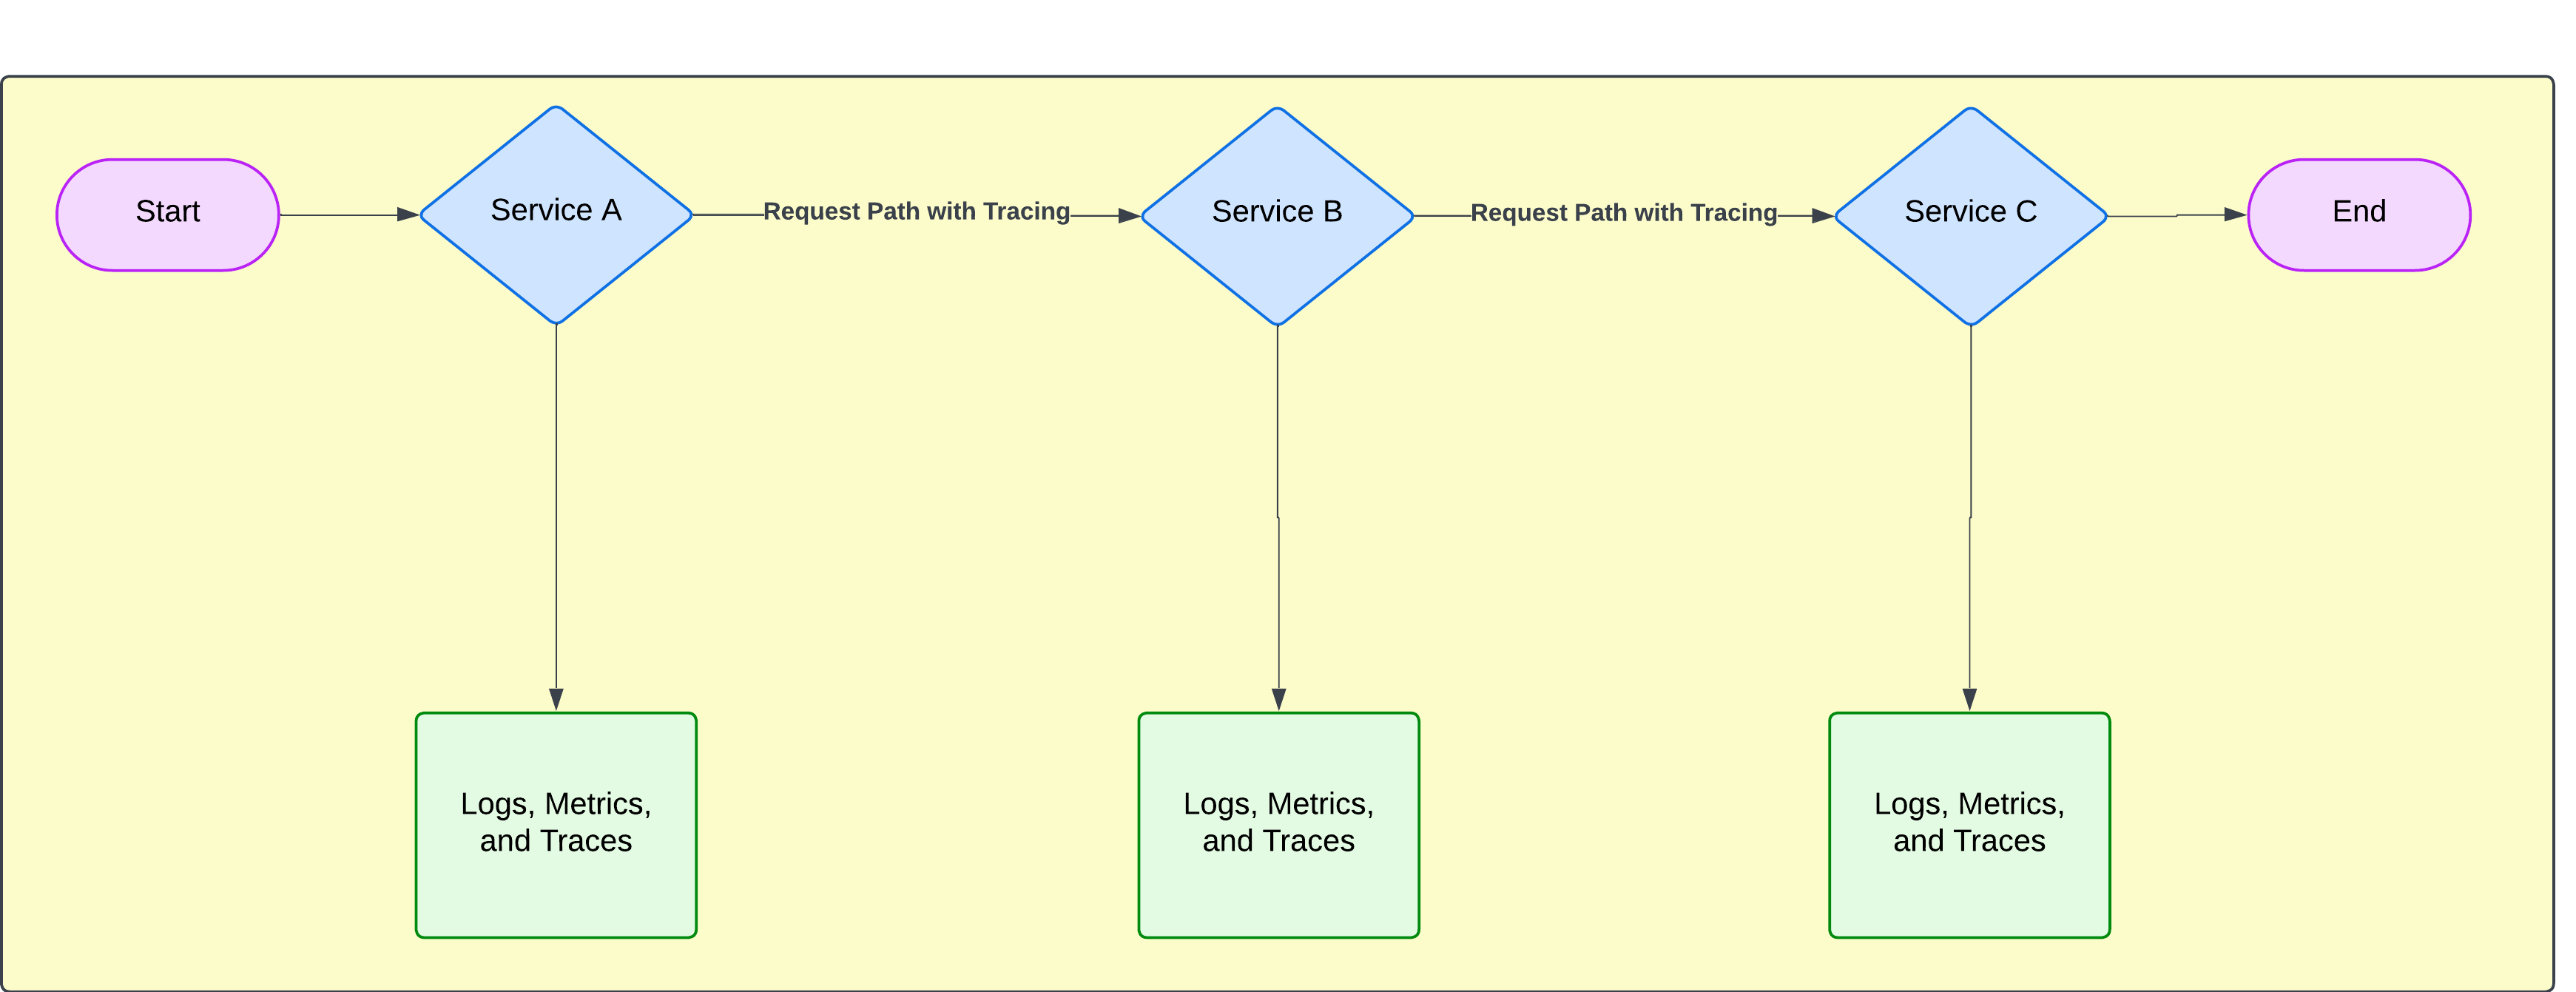 Start
Service A
Request Path with Tracing
Service B
Request Path with Tracing
Service C
End
Logs, Metrics,
and Traces
Logs, Metrics,
and Traces
Logs, Metrics,
and Traces